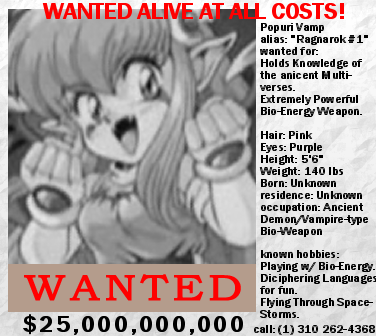 WANTED ALIVE AT ALL COSTS!
Popuri Vamp
alias: "Ragnarok #1"
wanted for:
Holds Knowledge of
the anicent Multi-
verses.
Extremely Powerful
Bio-Energy Weapon.
Hair: Pink
Eyes: Purple
Height: 5'6"
Weight: 140 lbs
Born: Unknown
residence: Unknown
occupation: Ancient
Demon/Vampire-type
Bio-Weapon
known hobbies:
Playing w/ Bio-Energy.
Diciphering Languages
for fun.
Flying Through Space-
Storms.
WANTED
$25,000,000,000
call: (1) 310 262-4368